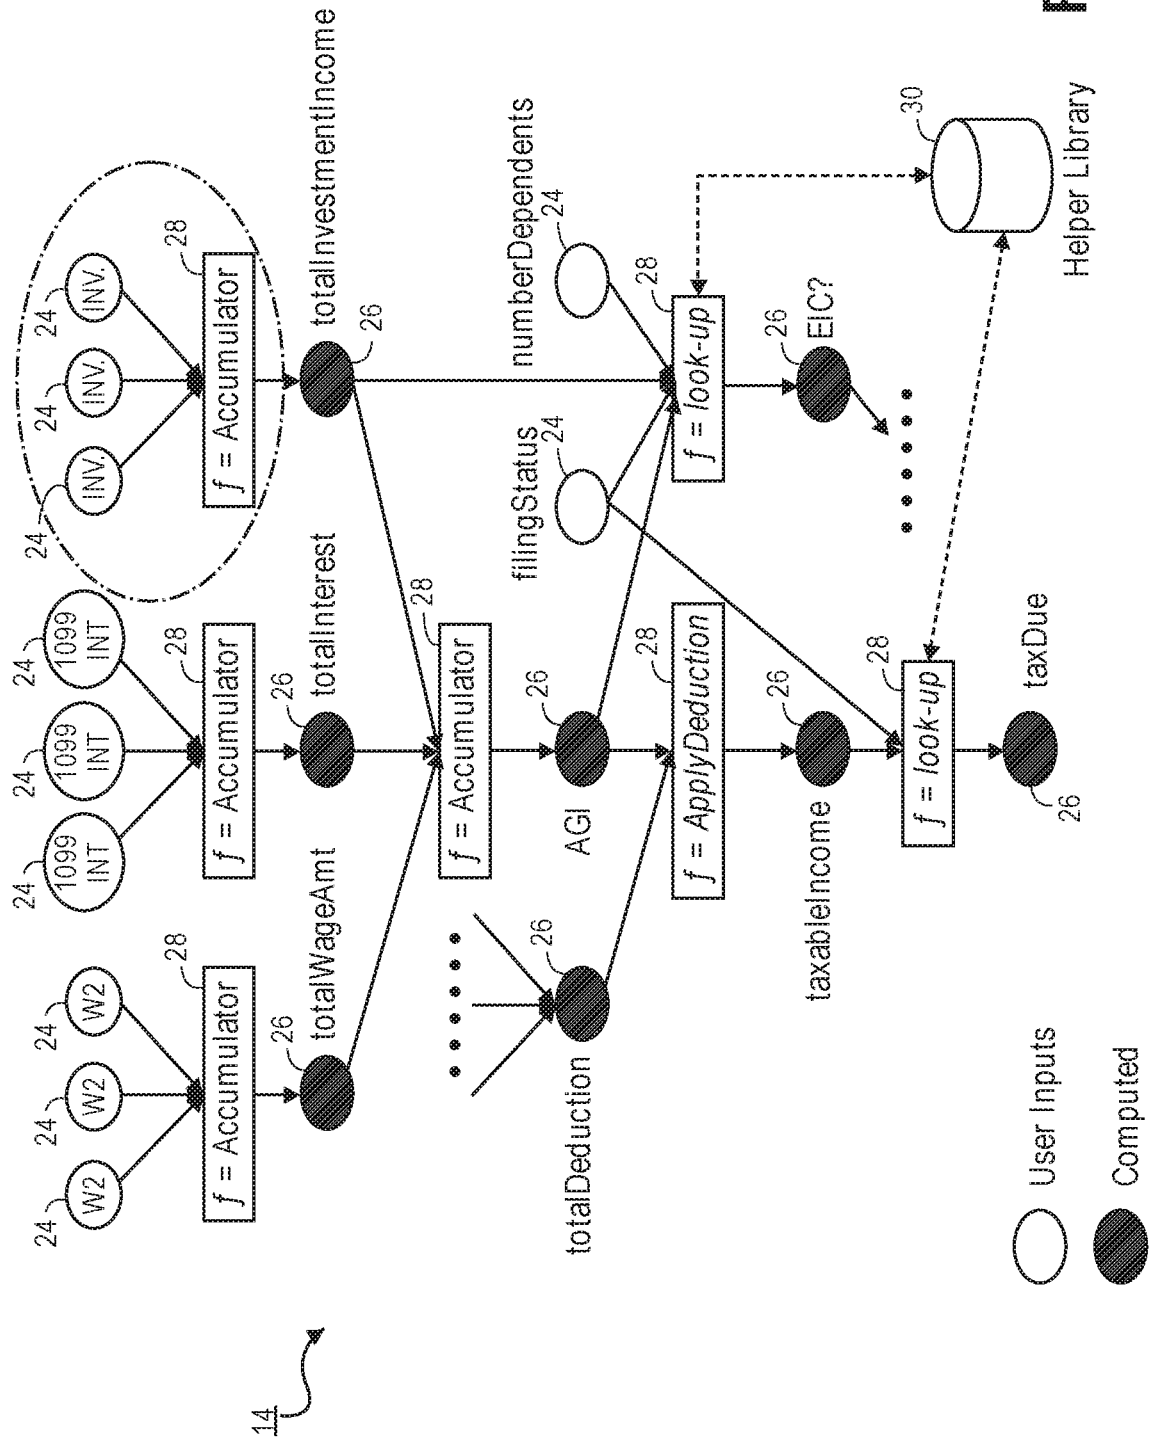 14
24
24
24
W2
W2
W2
28
f = Accumulator
26
totalWageAmt
24
24
24
1099
INT
1099
INT
1099
INT
28
f = Accumulator
26
totalInterest
24
24
24
INV.
INV.
INV.
28
f = Accumulator
totalInvestmentIncome
26
28
f = Accumulator
26
AGI
26
totalDeduction
filingStatus
24
numberDependents
24
28
f = ApplyDeduction
28
f = look-up
26
taxableIncome
26
EIC?
28
f = look-up
30
Helper Library
26
taxDue
User Inputs
Computed